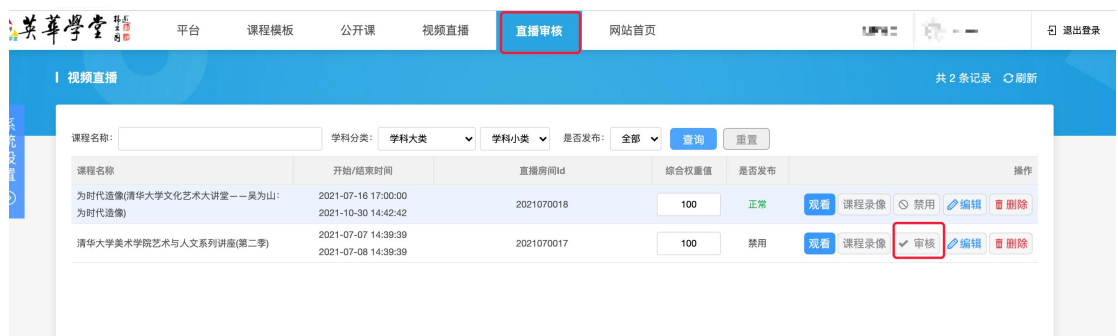 英華學堂
平台 课程模板 公开课 视频直播 直播审核 网站首页 退出登录
视频直播 共 2 条记录 刷新
系统设置
课程名称: 学科分类: 学科大类 学科小类 是否发布: 全部 查询 重置
课程名称 开始/结束时间 直播房间Id 综合权重值 是否发布 操作
为时代造像(清华大学文化艺术大讲堂——吴为山: 2021-07-16 17:00:00
为时代造像) 2021-10-30 14:42:42
2021070018 100 正常 观看 课程录像 禁用 编辑 删除
清华大学美术学院艺术与人文系列讲座(第二季) 2021-07-07 14:39:39
2021-07-08 14:39:39
2021070017 100 禁用 观看 课程录像 审核 编辑 删除